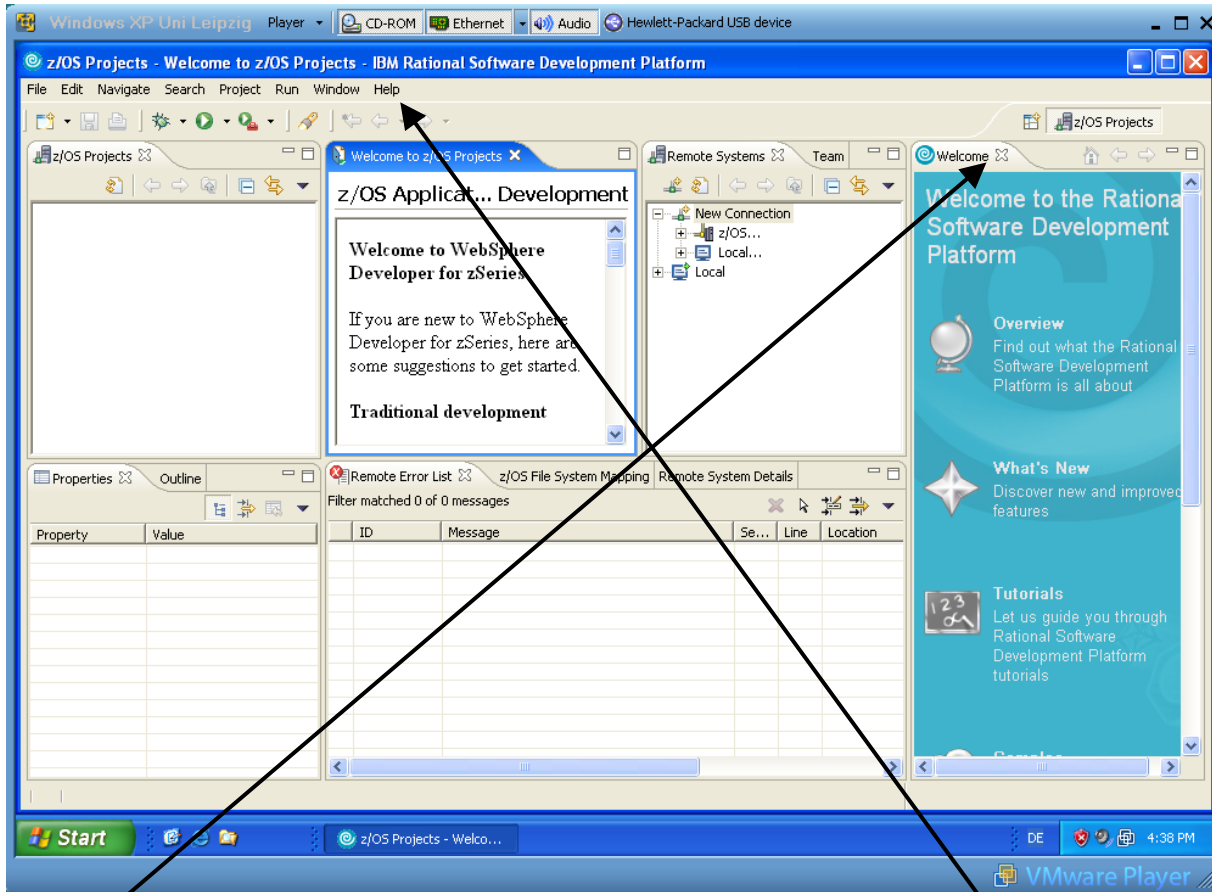 Windows XP Uni Leipzig Player CD-ROM Ethernet Audio Hewlett-Packard USB device
z/OS Projects - Welcome to z/OS Projects - IBM Rational Software Development Platform
File Edit Navigate Search Project Run Window Help
z/OS Projects
z/OS Projects
Welcome to z/OS Projects
Remote Systems Team
Welcome
z/OS Applicat... Development
Welcome to WebSphere
Developer for zSeries
If you are new to WebSphere
Developer for zSeries, here are
some suggestions to get started.
Traditional development
New Connection
z/OS...
Local...
Local
Welcome to the Rationa
Software Development
Platform
Overview
Find out what the Rational
Software Development
Platform is all about
What's New
Discover new and improved
features
Tutorials
Let us guide you through
Rational Software
Development Platform
tutorials
Properties Outline
Property Value
Remote Error List z/OS File System Mapping Remote System Details
Filter matched 0 of 0 messages
ID Message Se... Line Location
Start
z/OS Projects - Welco...
DE 4:38 PM
VMware Player